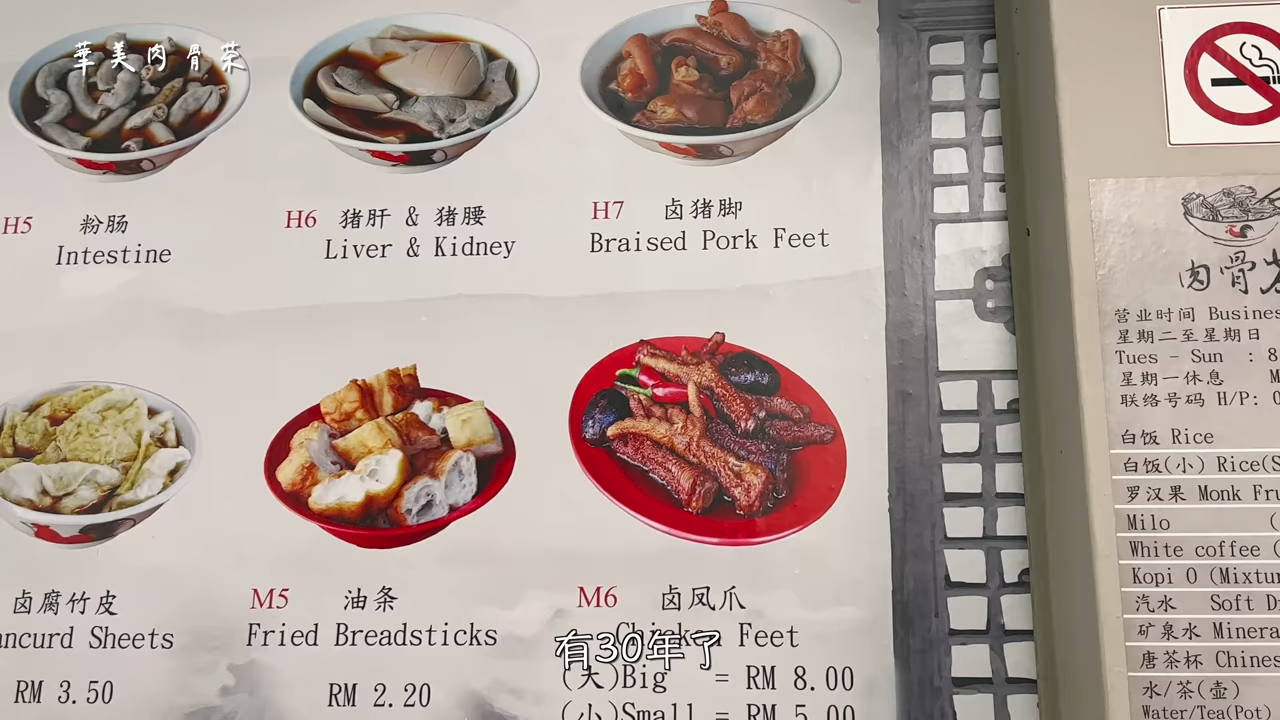 華美肉骨茶
H5 粉肠
Intestine
H6 猪肝 & 猪腰
Liver & Kidney
H7 卤猪脚
Braised Pork Feet
卤腐竹皮
ancurd Sheets
RM 3.50
M5 油条
Fried Breadsticks
RM 2.20
M6 卤凤爪
Chicken Feet
有30年了
(大)Big = RM 8.00
(小)Small = RM 5.00
肉骨茶
营业时间 Busines
星期二至星期日
Tues - Sun : 8
星期一休息 M
联络号码 H/P: 0
白饭 Rice
白饭(小) Rice(S
罗汉果 Monk Fru
Milo (
White coffee (
Kopi O (Mixtur
汽水 Soft D
矿泉水 Minera
唐茶杯 Chines
水/茶(壶)
Water/Tea(Pot)